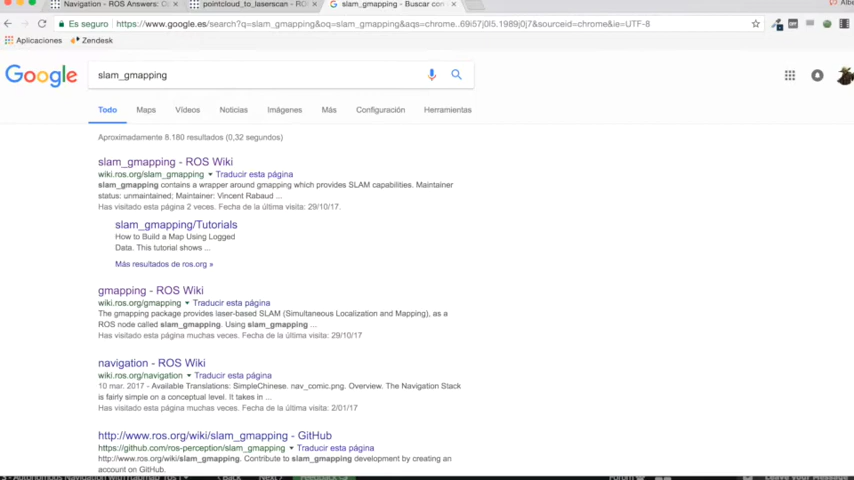 Navigation - ROS Answers: O
pointcloud_to_laserscan - RO
slam_gmapping - Buscar con
Es seguro
https://www.google.es/search?q=slam_gmapping&oq=slam_gmapping&aqs=chrome..69i57j0l5.1989j0j7&sourceid=chrome&ie=UTF-8
Aplicaciones
Zendesk
Google
slam_gmapping
Todo Maps Vídeos Noticias Imágenes Más Configuración Herramientas
Aproximadamente 8.180 resultados (0,32 segundos)
slam_gmapping - ROS Wiki
wiki.ros.org/slam_gmapping ▾ Traducir esta página
slam_gmapping contains a wrapper around gmapping which provides SLAM capabilities. Maintainer
status: unmaintained; Maintainer: Vincent Rabaud ...
Has visitado esta página 2 veces. Fecha de la última visita: 29/10/17.
slam_gmapping/Tutorials
How to Build a Map Using Logged
Data. This tutorial shows ...
Más resultados de ros.org »
gmapping - ROS Wiki
wiki.ros.org/gmapping ▾ Traducir esta página
The gmapping package provides laser-based SLAM (Simultaneous Localization and Mapping), as a
ROS node called slam_gmapping. Using slam_gmapping ...
Has visitado esta página muchas veces. Fecha de la última visita: 29/10/17
navigation - ROS Wiki
wiki.ros.org/navigation ▾ Traducir esta página
10 mar. 2017 - Available Translations: SimpleChinese. nav_comic.png. Overview. The Navigation Stack
is fairly simple on a conceptual level. It takes in ...
Has visitado esta página muchas veces. Fecha de la última visita: 2/01/17
http://www.ros.org/wiki/slam_gmapping - GitHub
https://github.com/ros-perception/slam_gmapping ▾ Traducir esta página
http://www.ros.org/wiki/slam_gmapping. Contribute to slam_gmapping development by creating an
account on GitHub.